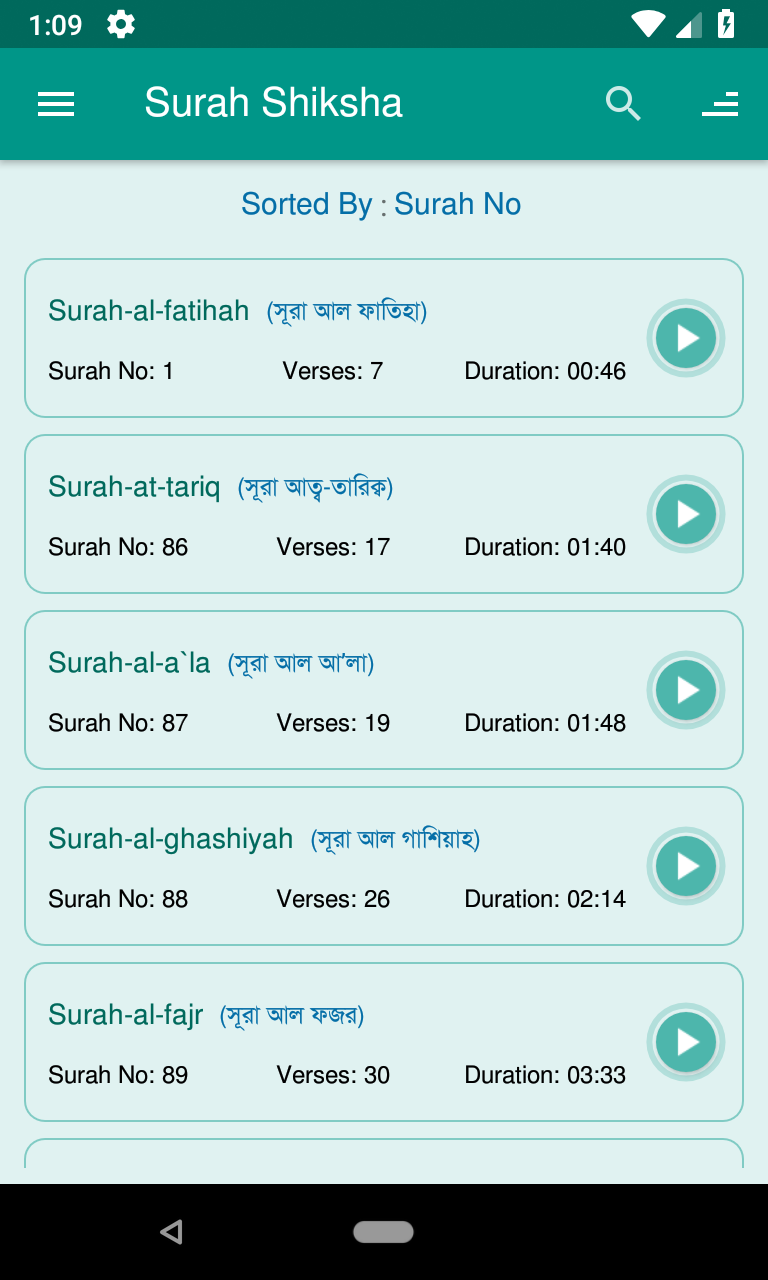 1:09
Surah Shiksha
Sorted By : Surah No
Surah-al-fatihah (সূরা আল ফাতিহা)
Surah No: 1 Verses: 7 Duration: 00:46
Surah-at-tariq (সূরা আত্ব-তারিক্ব)
Surah No: 86 Verses: 17 Duration: 01:40
Surah-al-a`la (সূরা আল আ’লা)
Surah No: 87 Verses: 19 Duration: 01:48
Surah-al-ghashiyah (সূরা আল গাশিয়াহ)
Surah No: 88 Verses: 26 Duration: 02:14
Surah-al-fajr (সূরা আল ফজর)
Surah No: 89 Verses: 30 Duration: 03:33